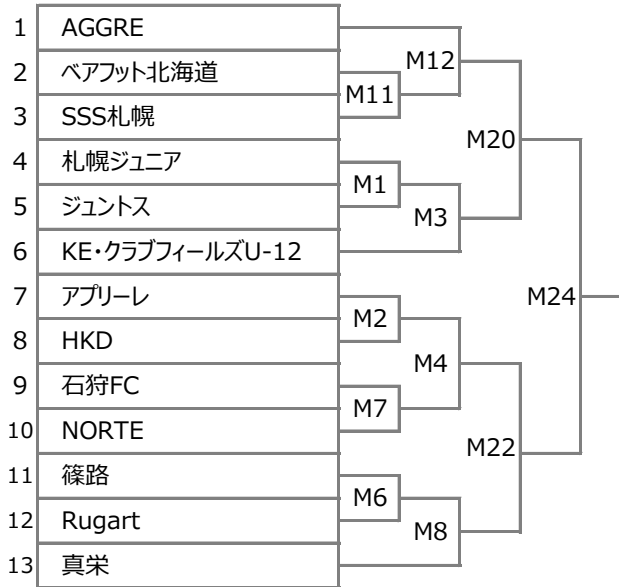 1 AGGRE
2 ベアフット北海道
3 SSS札幌
4 札幌ジュニア
5 ジュントス
6 KE・クラブフィールズU-12
7 アプリーレ
8 HKD
9 石狩FC
10 NORTE
11 篠路
12 Rugart
13 真栄
M12
M11
M20
M1
M3
M24
M2
M4
M7
M22
M6
M8